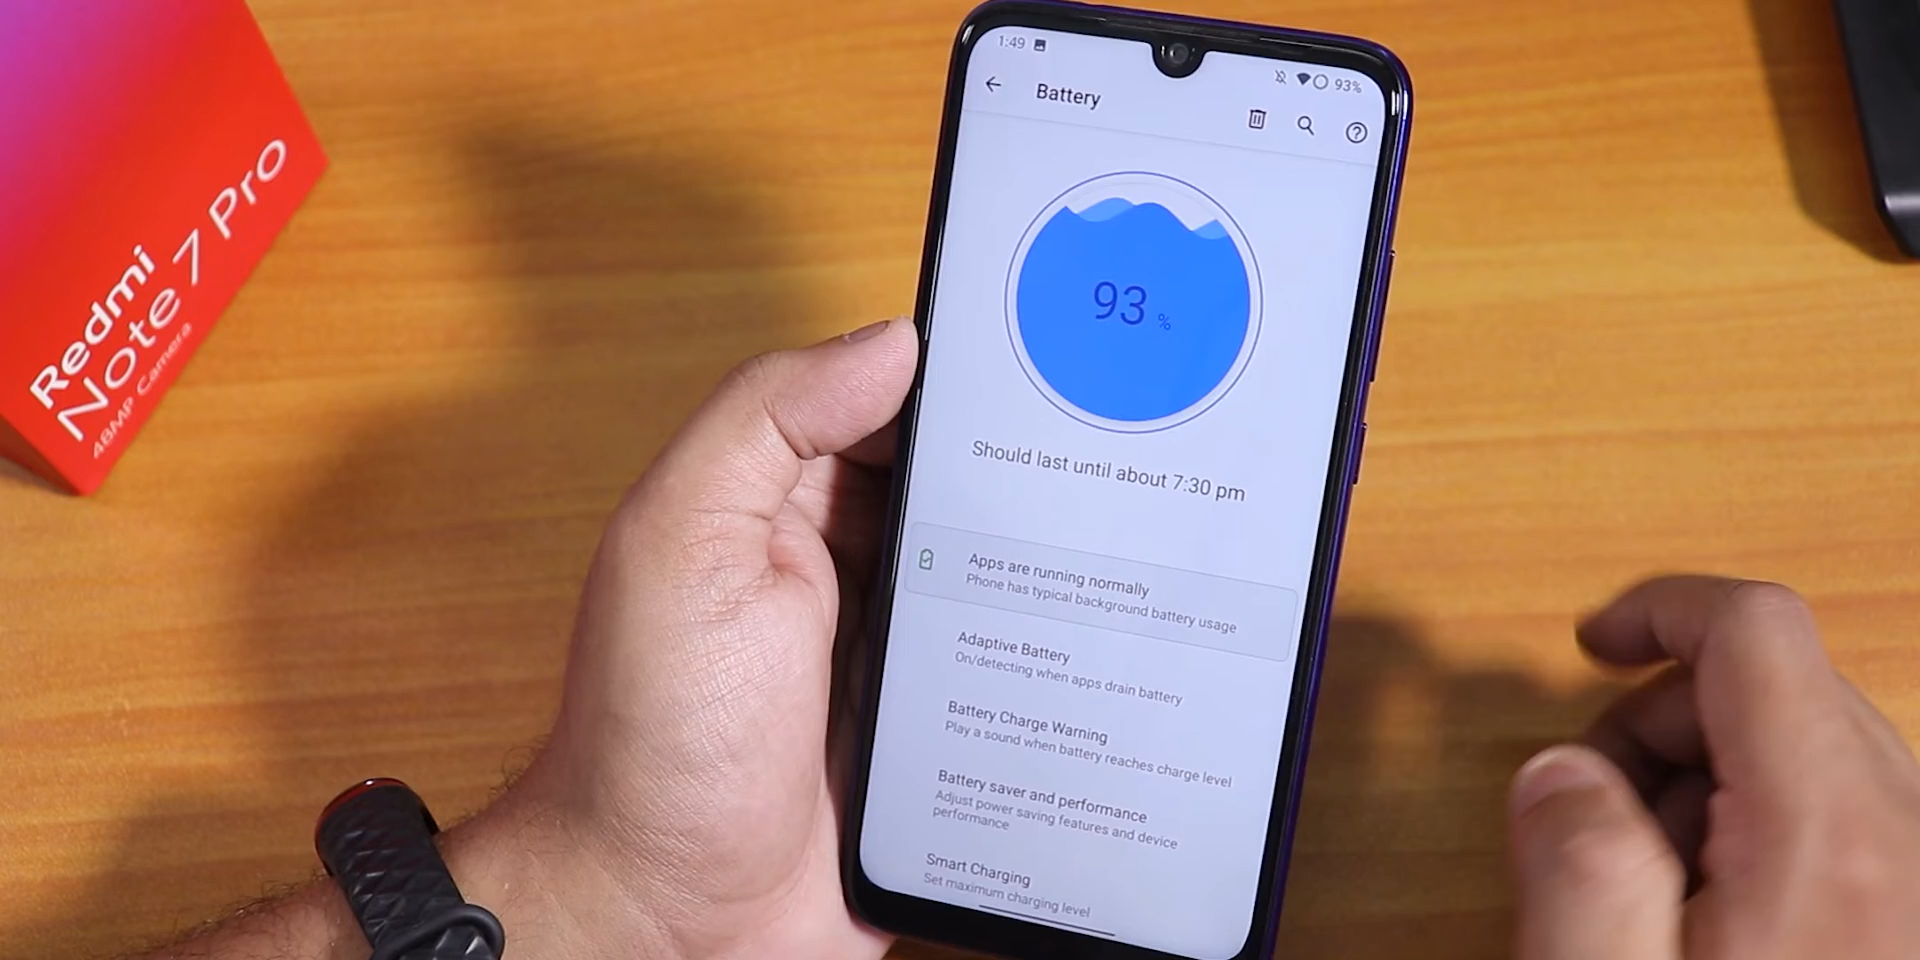 Redmi
Note 7 Pro
48MP Camera
1:49
93%
Battery
93 %
Should last until about 7:30 pm
Apps are running normally
Phone has typical background battery usage
Adaptive Battery
On/detecting when apps drain battery
Battery Charge Warning
Play a sound when battery reaches charge level
Battery saver and performance
Adjust power saving features and device
performance
Smart Charging
Set maximum charging level